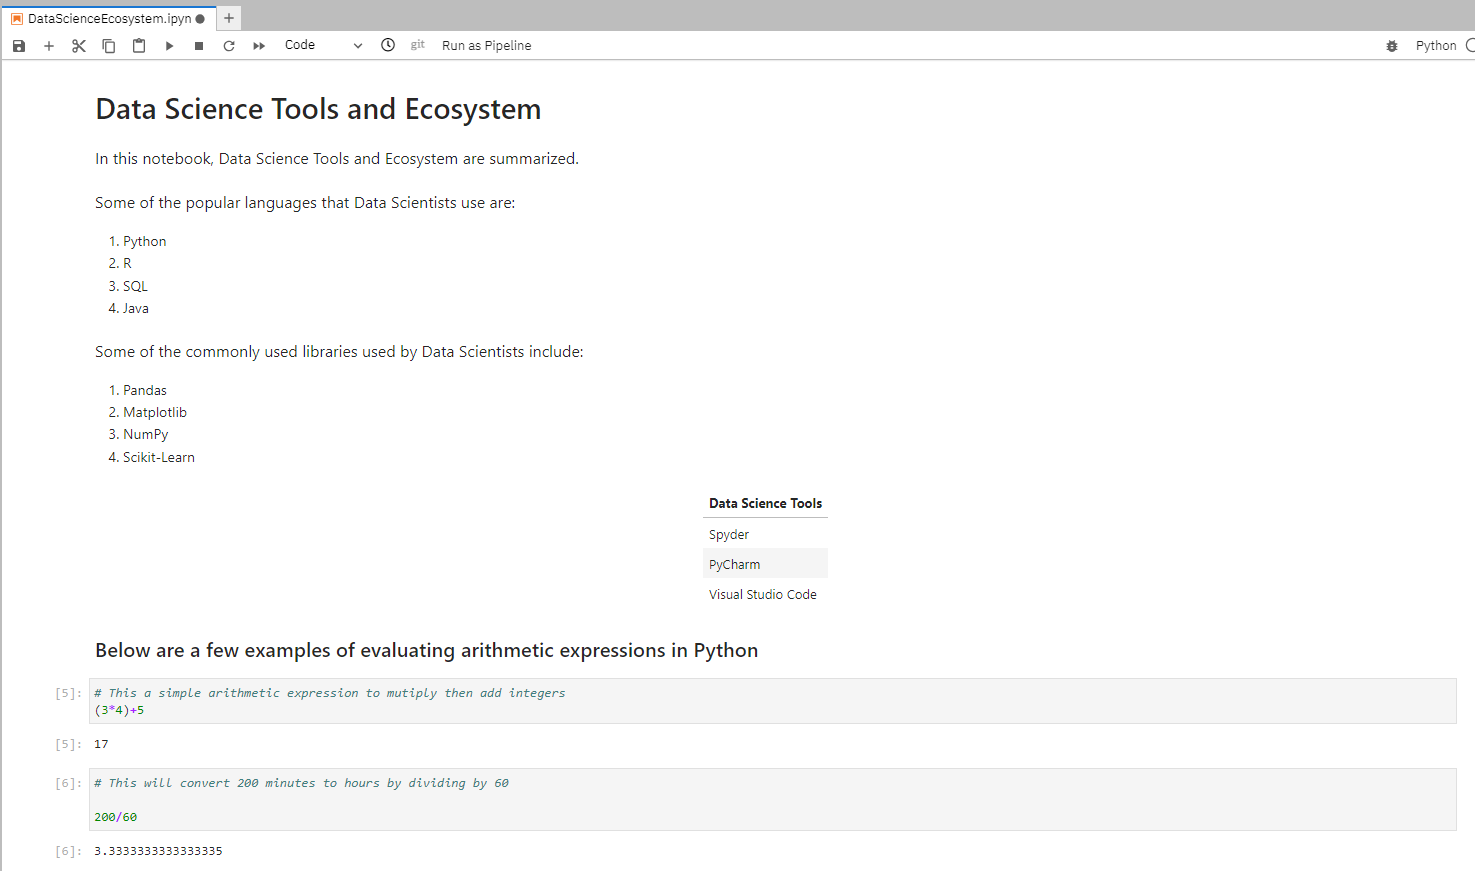 DataScienceEcosystem.ipyn
Code
git
Run as Pipeline
Python
Data Science Tools and Ecosystem
In this notebook, Data Science Tools and Ecosystem are summarized.
Some of the popular languages that Data Scientists use are:
1. Python
2. R
3. SQL
4. Java
Some of the commonly used libraries used by Data Scientists include:
1. Pandas
2. Matplotlib
3. NumPy
4. Scikit-Learn
Data Science Tools
Spyder
PyCharm
Visual Studio Code
Below are a few examples of evaluating arithmetic expressions in Python
[5]: # This a simple arithmetic expression to mutiply then add integers
(3*4)+5
[5]: 17
[6]: # This will convert 200 minutes to hours by dividing by 60
200/60
[6]: 3.3333333333333335